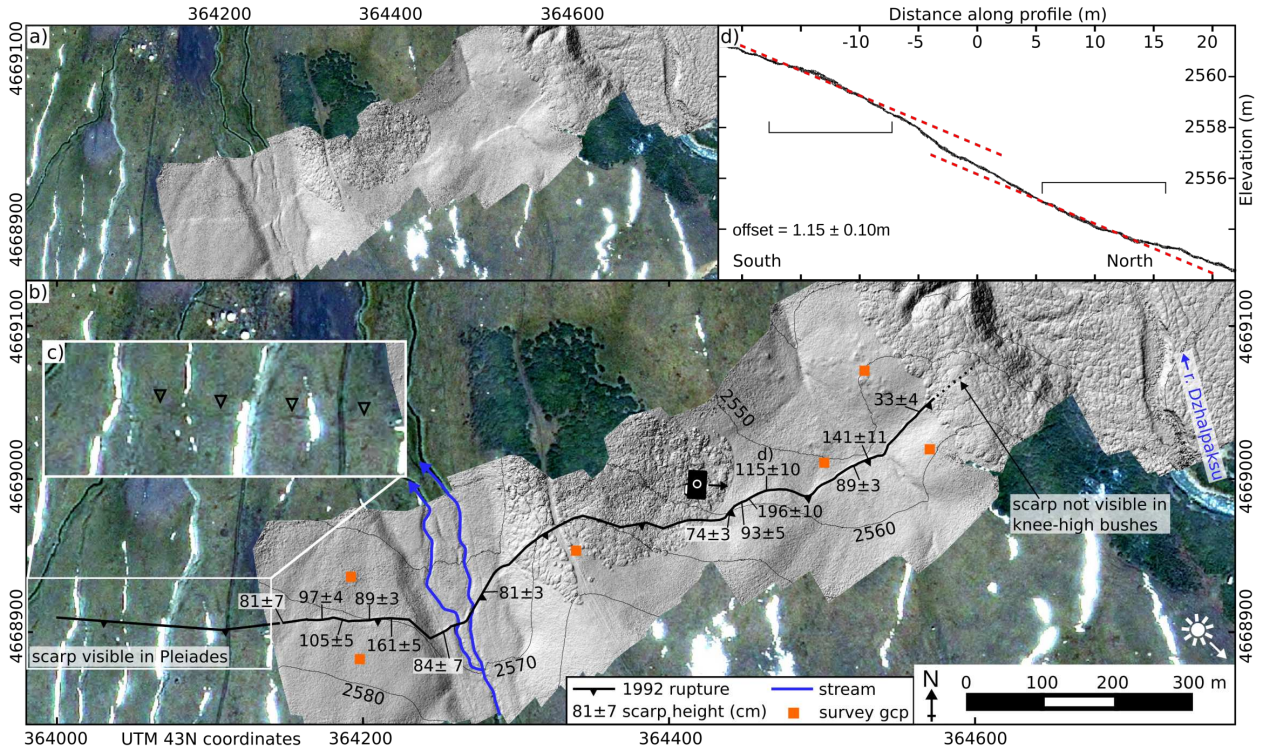 364200
364400
364600
Distance along profile (m)
a)
d)
-10
-5
0
5
10
15
20
4669100
4668900
2560
2558
2556
Elevation (m)
offset = 1.15 ± 0.10m
South
North
b)
c)
4669100
4669000
4668900
4669100
4669000
4668900
2550
33±4
141±11
d)
115±10
89±3
196±10
74±3
93±5
2560
r. Dzhalpaksu
scarp not visible in
knee-high bushes
81±7
97±4
89±3
81±3
105±5
161±5
84± 7
scarp visible in Pleiades
2570
2580
1992 rupture
stream
81±7 scarp height (cm)
survey gcp
N
0
100
200
300 m
364000
UTM 43N coordinates
364200
364400
364600